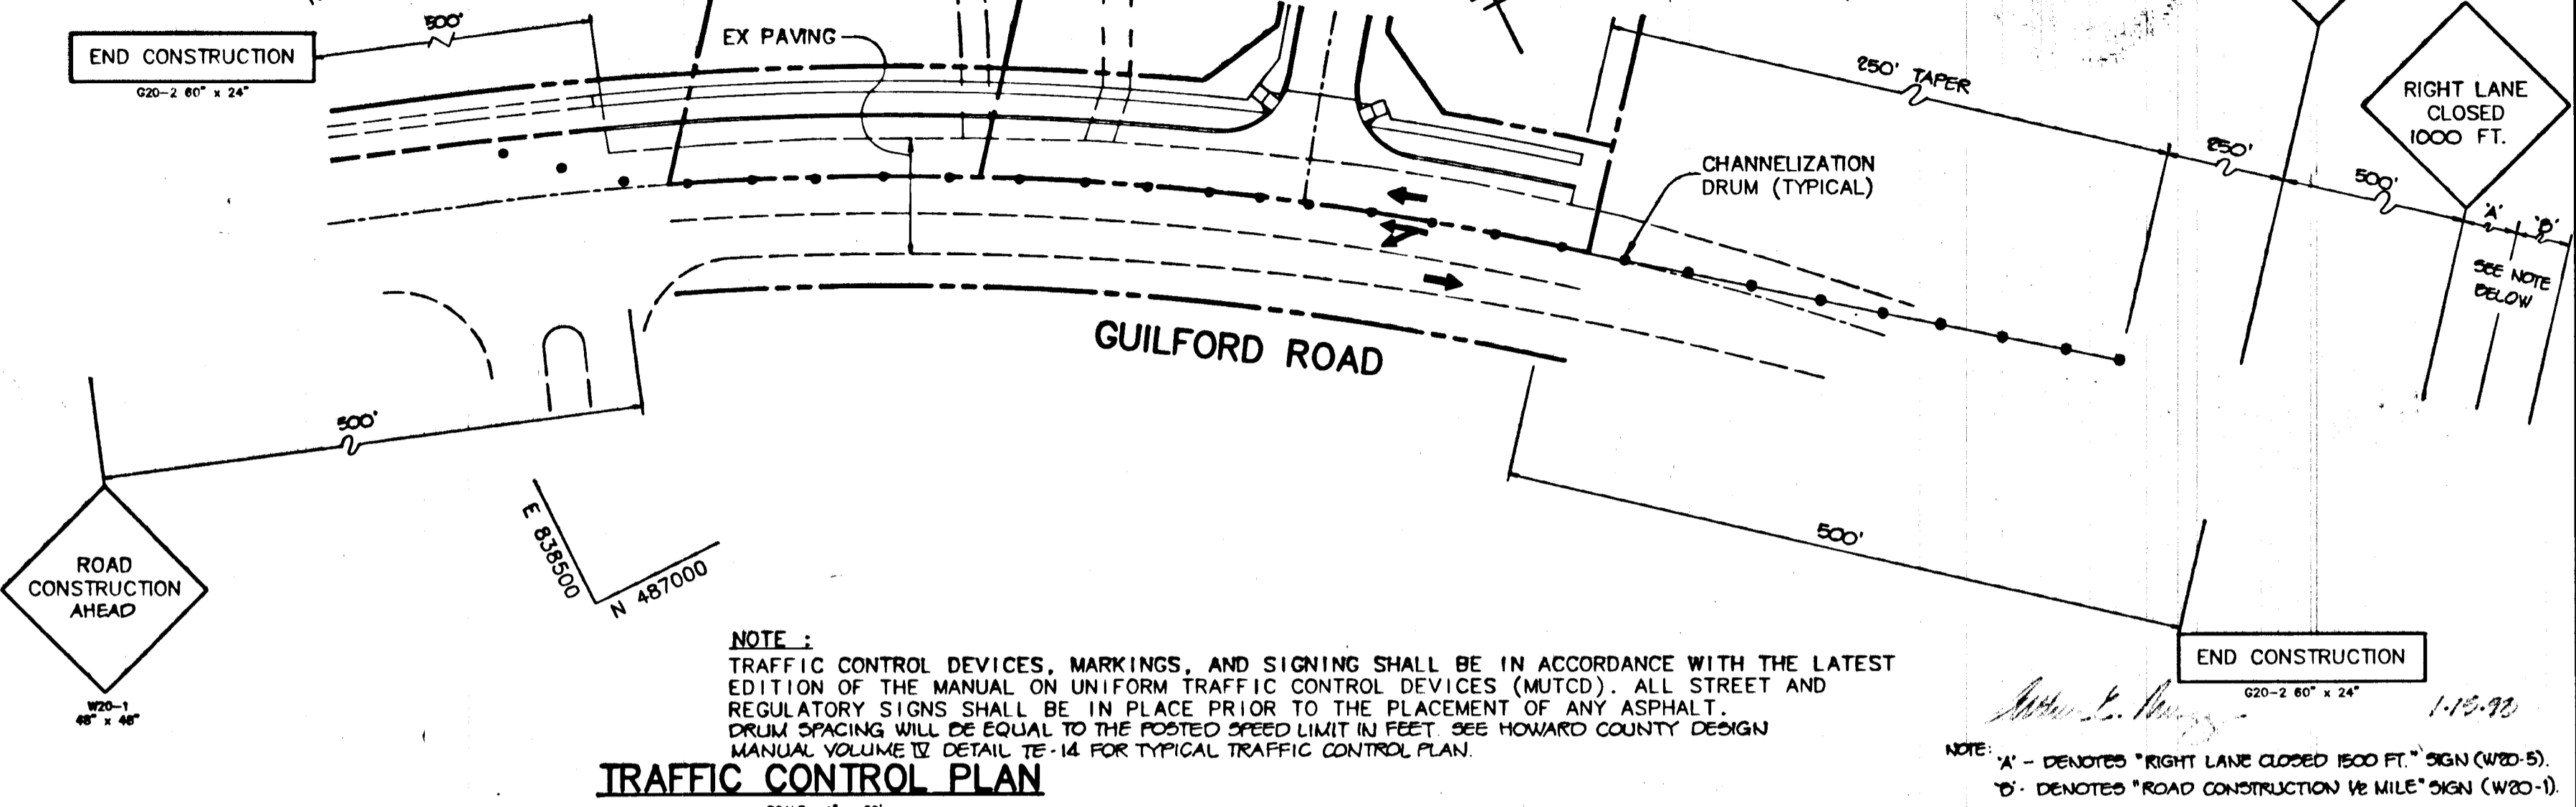 500'
END CONSTRUCTION
G20-2 60" x 24"
EX PAVING
250' TAPER
RIGHT LANE
CLOSED
1000 FT.
250'
500'
'A'
'B'
SEE NOTE
BELOW
CHANNELIZATION
DRUM (TYPICAL)
GUILFORD ROAD
500'
ROAD
CONSTRUCTION
AHEAD
W20-1
48" x 48"
E 838500
N 487000
500'
END CONSTRUCTION
G20-2 60" x 24"
NOTE :
TRAFFIC CONTROL DEVICES, MARKINGS, AND SIGNING SHALL BE IN ACCORDANCE WITH THE LATEST
EDITION OF THE MANUAL ON UNIFORM TRAFFIC CONTROL DEVICES (MUTCD). ALL STREET AND
REGULATORY SIGNS SHALL BE IN PLACE PRIOR TO THE PLACEMENT OF ANY ASPHALT.
DRUM SPACING WILL BE EQUAL TO THE POSTED SPEED LIMIT IN FEET. SEE HOWARD COUNTY DESIGN
MANUAL VOLUME IV DETAIL TE-14 FOR TYPICAL TRAFFIC CONTROL PLAN.
TRAFFIC CONTROL PLAN
NOTE:
'A' - DENOTES "RIGHT LANE CLOSED 1500 FT." SIGN (W20-5).
'B' - DENOTES "ROAD CONSTRUCTION 1/2 MILE" SIGN (W20-1).